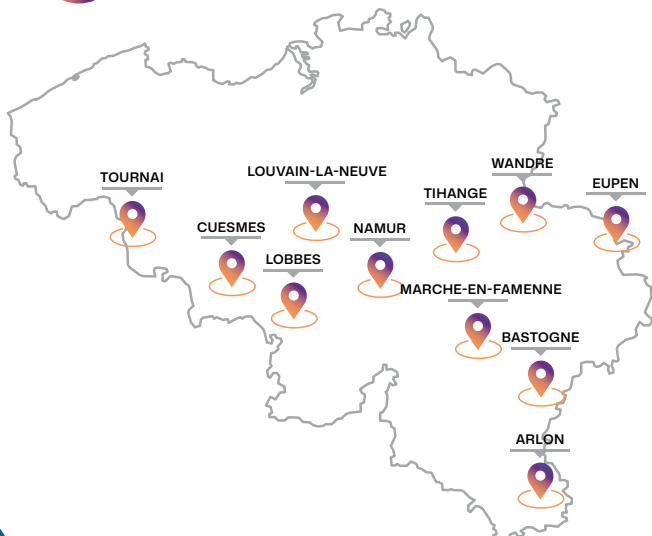 WANDRE
LOUVAIN-LA-NEUVE
TOURNAI
EUPEN
TIHANGE
CUESMES
NAMUR
LOBBES
MARCHE-EN-FAMENNE
BASTOGNE
ARLON